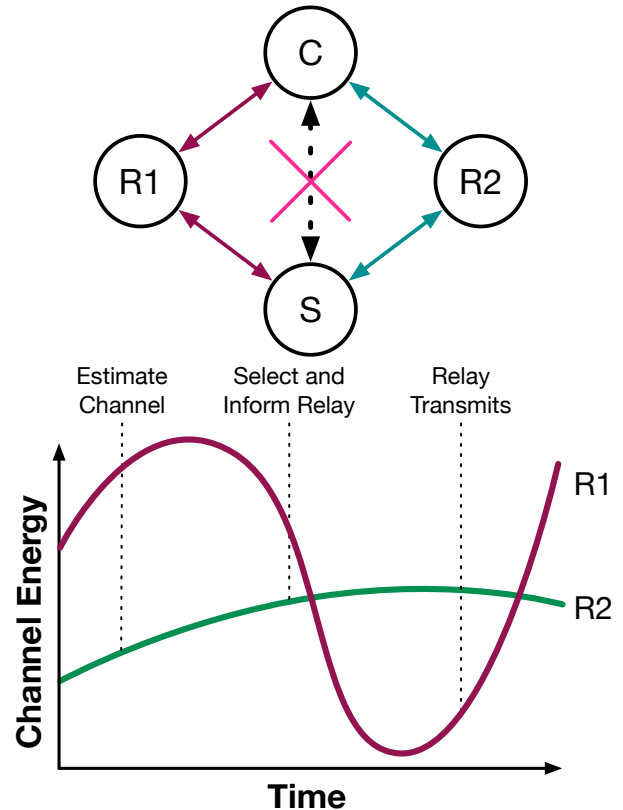 C
R1
R2
S
Estimate
Channel
Select and
Inform Relay
Relay
Transmits
Channel Energy
R1
R2
Time